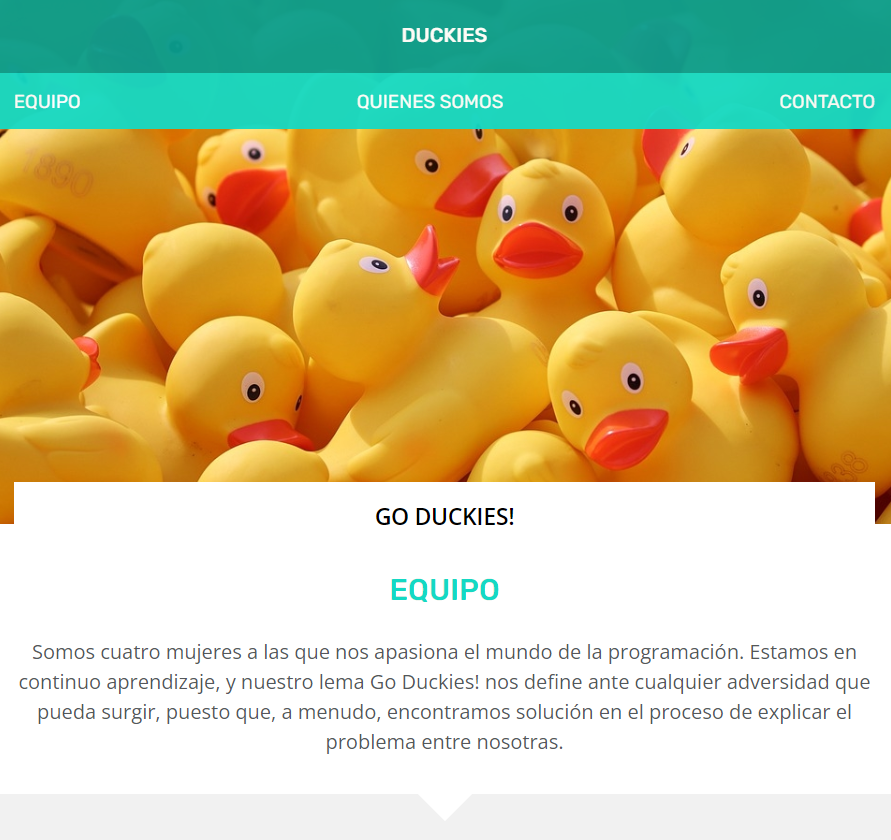 DUCKIES
EQUIPO QUIENES SOMOS CONTACTO
1890
GO DUCKIES!
EQUIPO
Somos cuatro mujeres a las que nos apasiona el mundo de la programación. Estamos en
continuo aprendizaje, y nuestro lema Go Duckies! nos define ante cualquier adversidad que
pueda surgir, puesto que, a menudo, encontramos solución en el proceso de explicar el
problema entre nosotras.